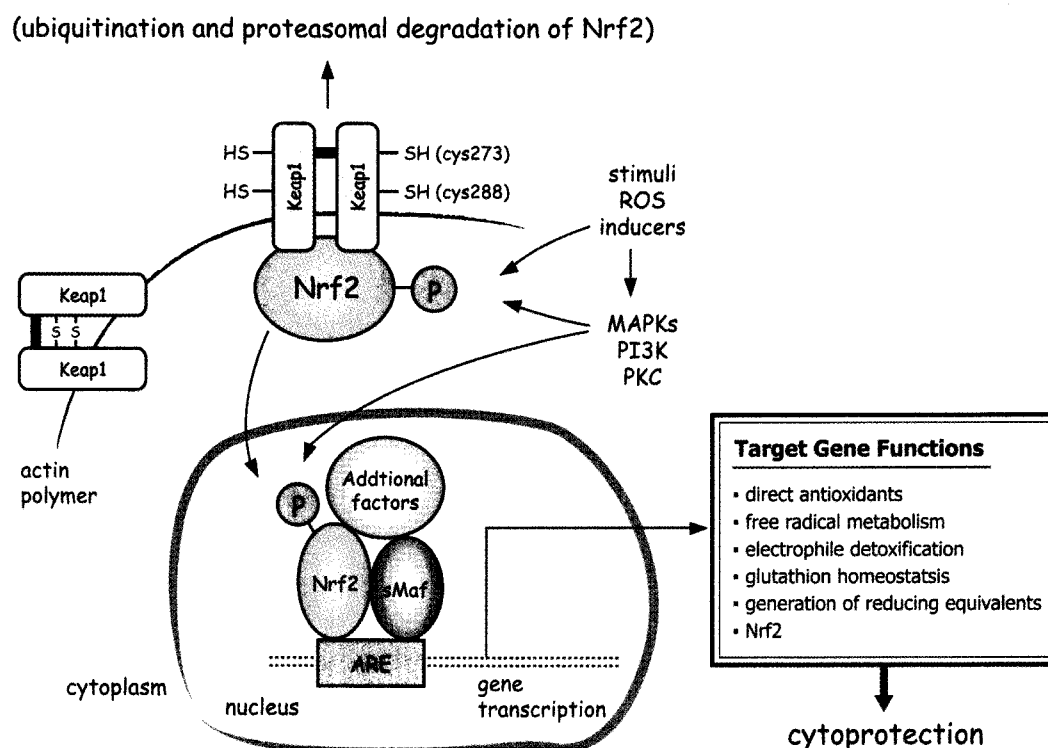 (ubiquitination and proteasomal degradation of Nrf2)
HS
Keap1
Keap1
SH (cys273)
HS
SH (cys288)
stimuli
ROS
inducers
Nrf2
P
Keap1
S
S
Keap1
MAPKs
PI3K
PKC
actin
polymer
Addtional
factors
P
Nrf2
sMaf
ARE
cytoplasm
nucleus
gene
transcription
Target Gene Functions
▪ direct antioxidants
▪ free radical metabolism
▪ electrophile detoxification
▪ glutathion homeostatsis
▪ generation of reducing equivalents
▪ Nrf2
cytoprotection